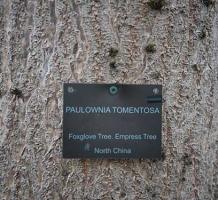 PAULOWNIA TOMENTOSA
Foxglove Tree. Empress Tree
North China